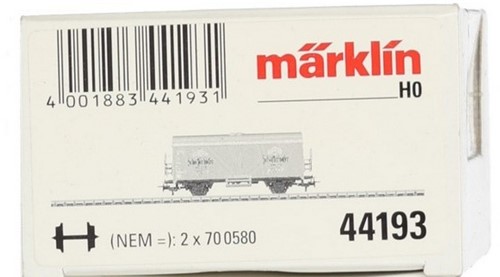 märklin
H0
4 001883 441931
(NEM =): 2 x 70 0580
44193